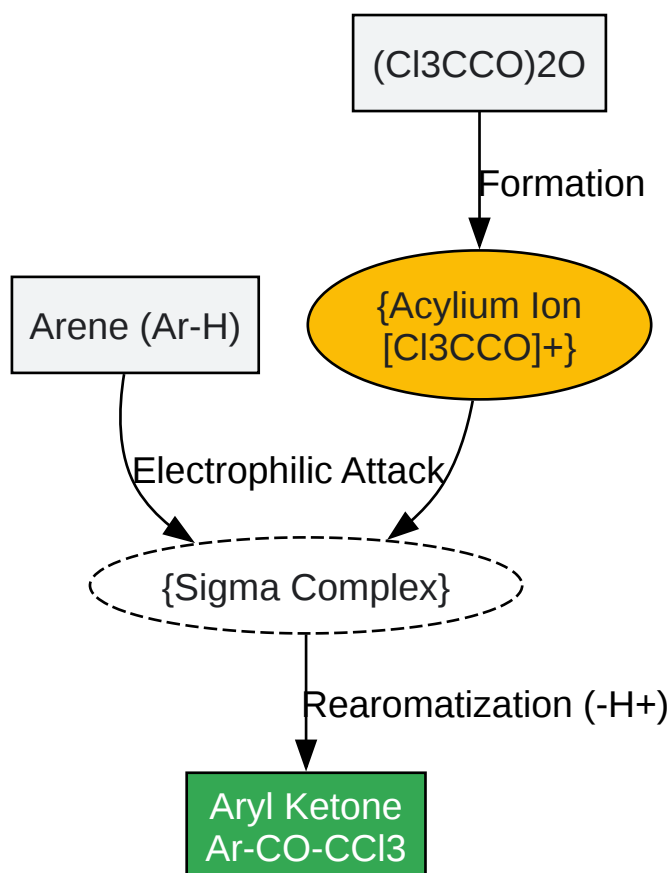 (Cl3CCO)2O
Formation
{Acylium Ion
[Cl3CCO]+}
Arene (Ar-H)
Electrophilic Attack
{Sigma Complex}
Rearomatization (-H+)
Aryl Ketone
Ar-CO-CCl3